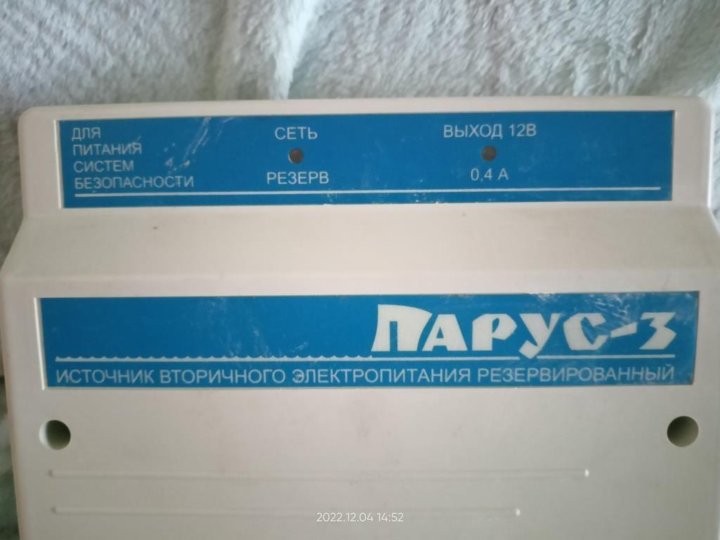 ДЛЯ
ПИТАНИЯ
СИСТЕМ
БЕЗОПАСНОСТИ
СЕТЬ
РЕЗЕРВ
ВЫХОД 12В
0,4 А
ПАРУС-3
ИСТОЧНИК ВТОРИЧНОГО ЭЛЕКТРОПИТАНИЯ РЕЗЕРВИРОВАННЫЙ
2022.12.04 14:52